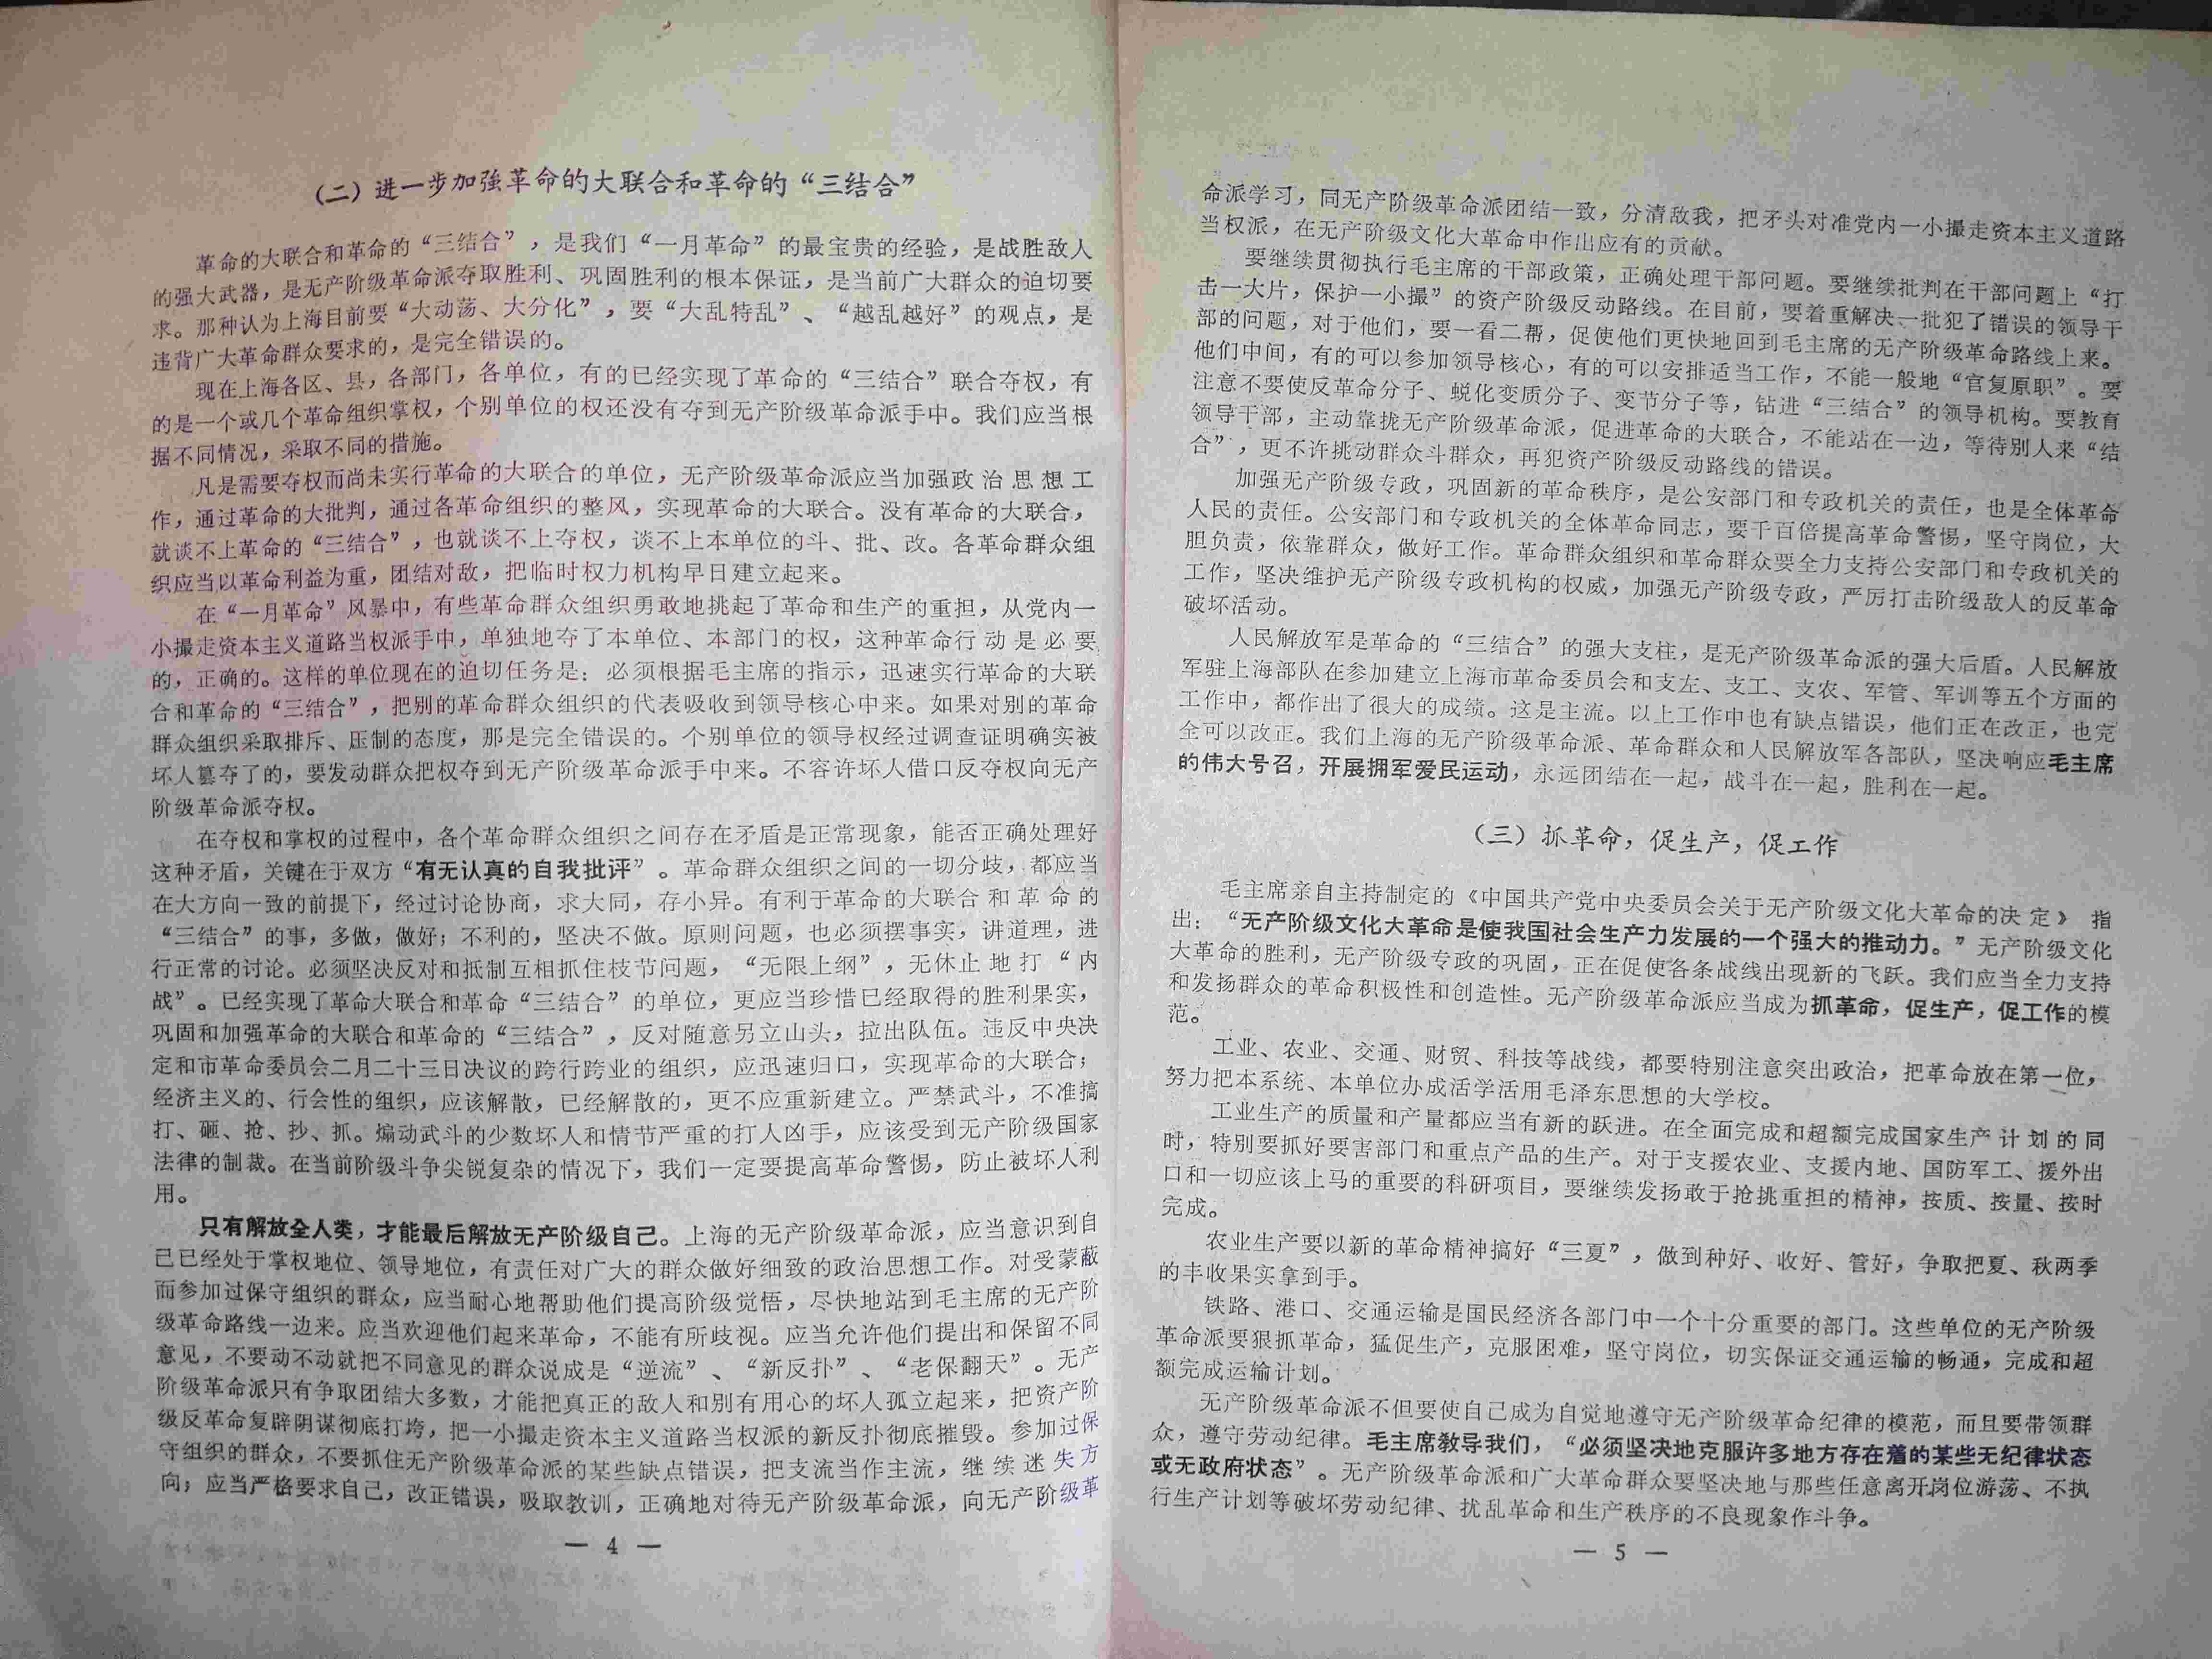 （二）进一步加強革命的大联合和革命的“三结合”
革命的大联合和革命的“三结合”，是我们“一月革命”的最宝贵的经验，是战胜敌人
的强大武器，是无产阶级革命派夺取胜利、巩固胜利的根本保证，是当前广大群众的迫切要
求。那种认为上海目前要“大动荡、大分化”，要“大乱特乱”、“越乱越好”的观点，是
违背广大革命群众要求的，是完全错误的。
现在上海各区、县，各部门，各单位，有的已经实现了革命的“三结合”联合夺权，有
的是一个或几个革命组织掌权，个别单位的权还没有夺到无产阶级革命派手中。我们应当根
据不同情况，采取不同的措施。
凡是需要夺权而尚未实行革命的大联合的单位，无产阶级革命派应当加强政治思想工
作，通过革命的大批判，通过各革命组织的整风，实现革命的大联合。没有革命的大联合，
就谈不上革命的“三结合”，也就谈不上夺权，谈不上本单位的斗、批、改。各革命群众组
织应当以革命利益为重，团结对敌，把临时权力机构早日建立起来。
在“一月革命”风暴中，有些革命群众组织勇敢地挑起了革命和生产的重担，从党内一
小撮走资本主义道路当权派手中，单独地夺了本单位、本部门的权，这种革命行动是必要
的，正确的。这样的单位现在的迫切任务是：必须根据毛主席的指示，迅速实行革命的大联
合和革命的“三结合”，把别的革命群众组织的代表吸收到领导核心中来。如果对别的革命
群众组织采取排斥、压制的态度，那是完全错误的。个别单位的领导权经过调查证明确实被
坏人篡夺了的，要发动群众把权夺到无产阶级革命派手中来。不容许坏人借口反夺权向无产
阶级革命派夺权。
在夺权和掌权的过程中，各个革命群众组织之间存在矛盾是正常现象，能否正确处理好
这种矛盾，关键在于双方“有无认真的自我批评”。革命群众组织之间的一切分歧，都应当
在大方向一致的前提下，经过讨论协商，求大同，存小异。有利于革命的大联合和革命的
“三结合”的事，多做，做好；不利的，坚决不做。原则问题，也必须摆事实，讲道理，进
行正常的讨论。必须坚决反对和抵制互相抓住枝节问题，“无限上纲”，无休止地打“内
战”。已经实现了革命大联合和革命“三结合”的单位，更应当珍惜已经取得的胜利果实，
巩固和加强革命的大联合和革命的“三结合”，反对随意另立山头，拉出队伍。违反中央决
定和市革命委员会二月二十三日决议的跨行跨业的组织，应迅速归口，实现革命的大联合；
经济主义的、行会性的组织，应该解散，已经解散的，更不应重新建立。严禁武斗，不准搞
打、砸、抢、抄、抓。煽动武斗的少数坏人和情节严重的打人凶手，应该受到无产阶级国家
法律的制裁。在当前阶级斗争尖锐复杂的情况下，我们一定要提高革命警惕，防止被坏人利
用。
只有解放全人类，才能最后解放无产阶级自己。上海的无产阶级革命派，应当意识到自
己已经处于掌权地位、领导地位，有责任对广大的群众做好细致的政治思想工作。对受蒙蔽
而参加过保守组织的群众，应当耐心地帮助他们提高阶级觉悟，尽快地站到毛主席的无产阶
级革命路线一边来。应当欢迎他们起来革命，不能有所歧视。应当允许他们提出和保留不同
意见，不要动不动就把不同意见的群众说成是“逆流”、“新反扑”、“老保翻天”。无产
阶级革命派只有争取团结大多数，才能把真正的敌人和别有用心的坏人孤立起来，把资产阶
级反革命复辟阴谋彻底打垮，把一小撮走资本主义道路当权派的新反扑彻底摧毁。参加过保
守组织的群众，不要抓住无产阶级革命派的某些缺点错误，把支流当作主流，继续迷失方
向；应当严格要求自己，改正错误，吸取教训，正确地对待无产阶级革命派，向无产阶级革
— 4 —
命派学习，同无产阶级革命派团结一致，分清敌我，把矛头对准党内一小撮走资本主义道路
当权派，在无产阶级文化大革命中作出应有的贡献。
要继续贯彻执行毛主席的干部政策，正确处理干部问题。要继续批判在干部问题上“打
击一大片，保护一小撮”的资产阶级反动路线。在目前，要着重解决一批犯了错误的领导干
部的问题，对于他们，要一看二帮，促使他们更快地回到毛主席的无产阶级革命路线上来。
他们中间，有的可以参加领导核心，有的可以安排适当工作，不能一般地“官复原职”。要
注意不要使反革命分子、蜕化变质分子、变节分子等，钻进“三结合”的领导机构。要教育
领导干部，主动靠拢无产阶级革命派，促进革命的大联合，不能站在一边，等待别人来“结
合”，更不许挑动群众斗群众，再犯资产阶级反动路线的错误。
加强无产阶级专政，巩固新的革命秩序，是公安部门和专政机关的责任，也是全体革命
人民的责任。公安部门和专政机关的全体革命同志，要千百倍提高革命警惕，坚守岗位，大
胆负责，依靠群众，做好工作。革命群众组织和革命群众要全力支持公安部门和专政机关的
工作，坚决维护无产阶级专政机构的权威，加强无产阶级专政，严厉打击阶级敌人的反革命
破坏活动。
人民解放军是革命的“三结合”的强大支柱，是无产阶级革命派的强大后盾。人民解放
军驻上海部队在参加建立上海市革命委员会和支左、支工、支农、军管、军训等五个方面的
工作中，都作出了很大的成绩。这是主流。以上工作中也有缺点错误，他们正在改正，也完
全可以改正。我们上海的无产阶级革命派、革命群众和人民解放军各部队，坚决响应毛主席
的伟大号召，开展拥军爱民运动，永远团结在一起，战斗在一起，胜利在一起。
（三）抓革命，促生产，促工作
毛主席亲自主持制定的《中国共产党中央委员会关于无产阶级文化大革命的决定》指
出：“无产阶级文化大革命是使我国社会生产力发展的一个强大的推动力。”无产阶级文化
大革命的胜利，无产阶级专政的巩固，正在促使各条战线出现新的飞跃。我们应当全力支持
和发扬群众的革命积极性和创造性。无产阶级革命派应当成为抓革命，促生产，促工作的模
范。
工业、农业、交通、财贸、科技等战线，都要特别注意突出政治，把革命放在第一位，
努力把本系统、本单位办成活学活用毛泽东思想的大学校。
工业生产的质量和产量都应当有新的跃进。在全面完成和超额完成国家生产计划的同
时，特别要抓好要害部门和重点产品的生产。对于支援农业、支援内地、国防军工、援外出
口和一切应该上马的重要的科研项目，要继续发扬敢于抢挑重担的精神，按质、按量、按时
完成。
农业生产要以新的革命精神搞好“三夏”，做到种好、收好、管好，争取把夏、秋两季
的丰收果实拿到手。
铁路、港口、交通运输是国民经济各部门中一个十分重要的部门。这些单位的无产阶级
革命派要狠抓革命，猛促生产，克服困难，坚守岗位，切实保证交通运输的畅通，完成和超
额完成运输计划。
无产阶级革命派不但要使自己成为自觉地遵守无产阶级革命纪律的模范，而且要带领群
众，遵守劳动纪律。毛主席教导我们，“必须坚决地克服许多地方存在着的某些无纪律状态
或无政府状态”。无产阶级革命派和广大革命群众要坚决地与那些任意离开岗位游荡、不执
行生产计划等破坏劳动纪律、扰乱革命和生产秩序的不良现象作斗争。
— 5 —